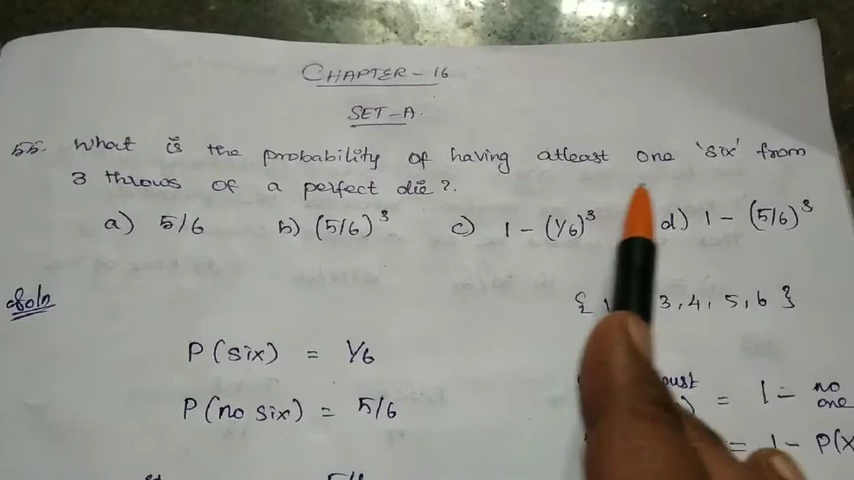 CHAPTER - 16
SET - A.
55. What is the probability of having atleast one 'six' from
3 throws of a perfect die?.
a) 5/6 b) (5/6)³ c) 1 - (1/6)³ d) 1 - (5/6)³
Soln
{ 3, 4, 5, 6 }
P(six) = 1/6
P(no six) = 5/6
= 1 - no
one
= 1 - P(X
5/6